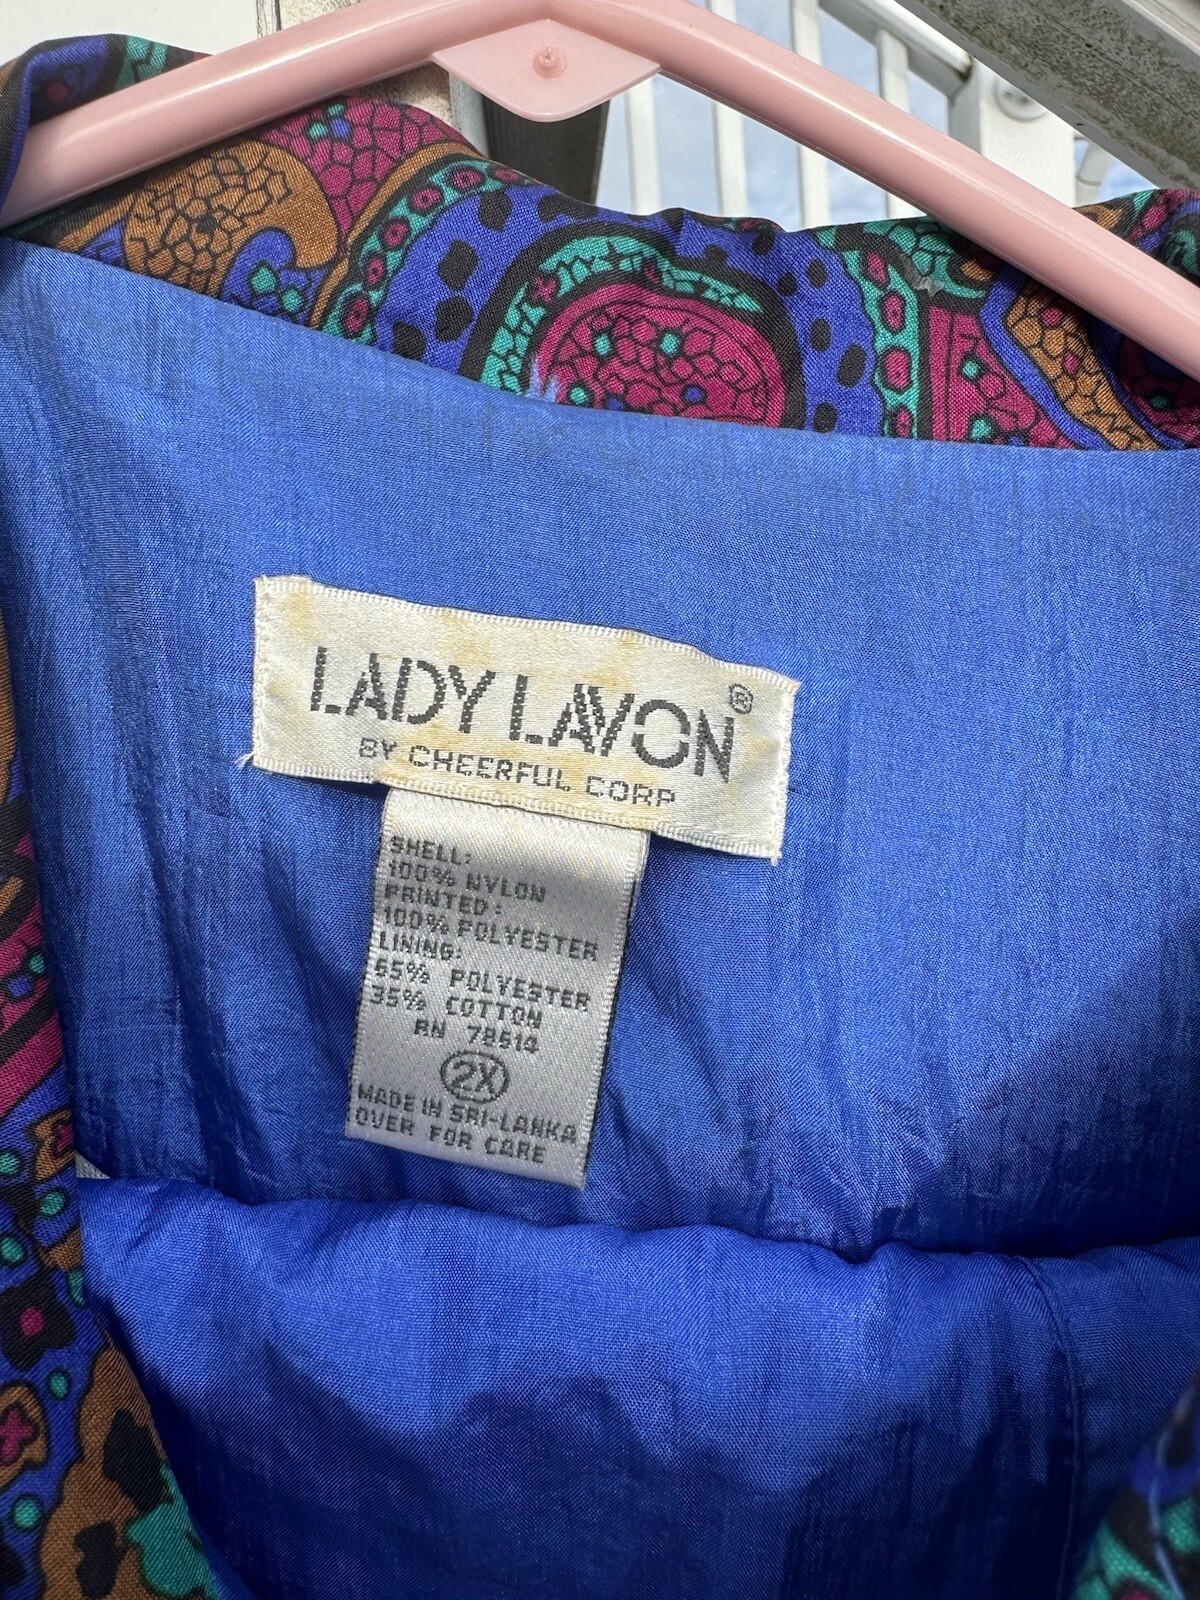 LADY LAVON®
BY CHEERFUL CORP
SHELL:
100% NYLON
PRINTED:
100% POLYESTER
LINING:
65% POLYESTER
35% COTTON
RN 78514
2X
MADE IN SRI-LANKA
OVER FOR CARE